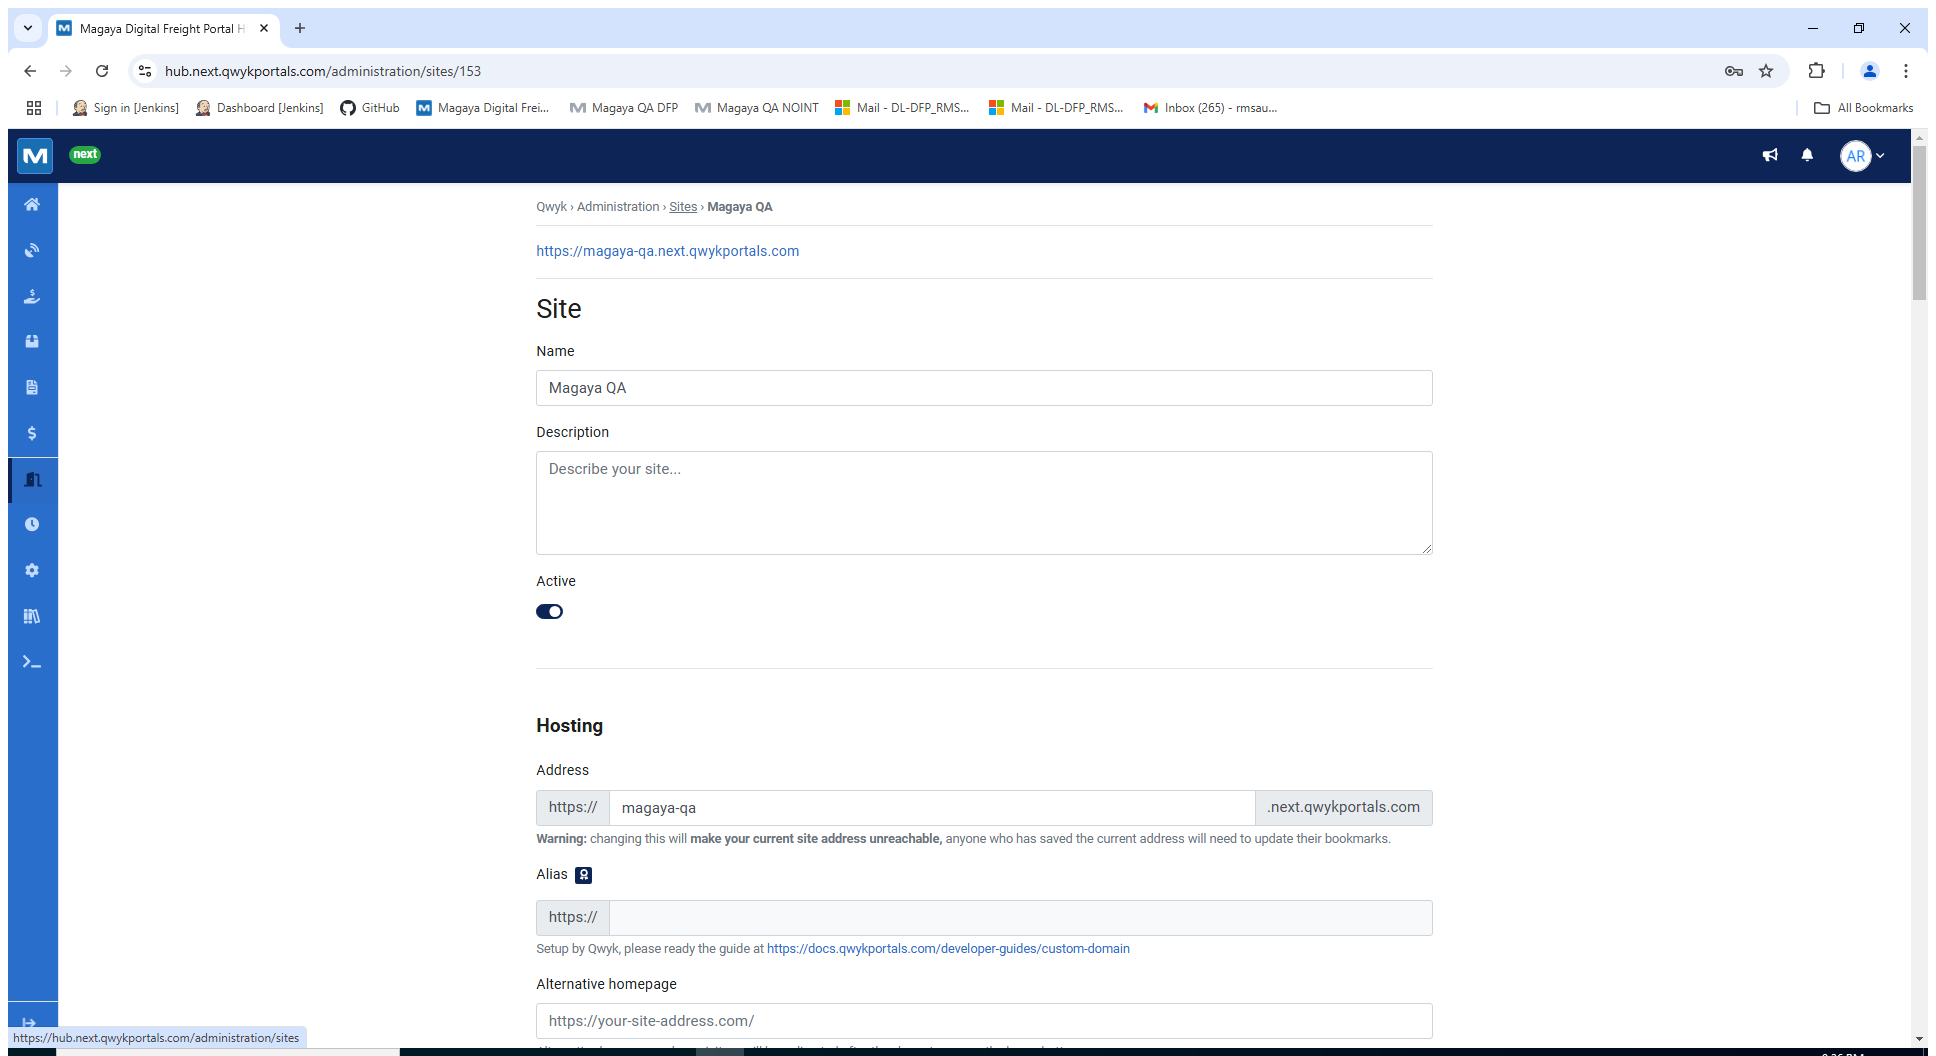 Magaya Digital Freight Portal H
hub.next.qwykportals.com/administration/sites/153
Sign in [Jenkins]
Dashboard [Jenkins]
GitHub
Magaya Digital Frei...
Magaya QA DFP
Magaya QA NOINT
Mail - DL-DFP_RMS...
Mail - DL-DFP_RMS...
Inbox (265) - rmsau...
All Bookmarks
M next AR
Qwyk › Administration › Sites › Magaya QA
https://magaya-qa.next.qwykportals.com
Site
Name
Magaya QA
Description
Describe your site...
Active
Hosting
Address
https:// magaya-qa .next.qwykportals.com
Warning: changing this will make your current site address unreachable, anyone who has saved the current address will need to update their bookmarks.
Alias
https://
Setup by Qwyk, please ready the guide at https://docs.qwykportals.com/developer-guides/custom-domain
Alternative homepage
https://your-site-address.com/
https://hub.next.qwykportals.com/administration/sites